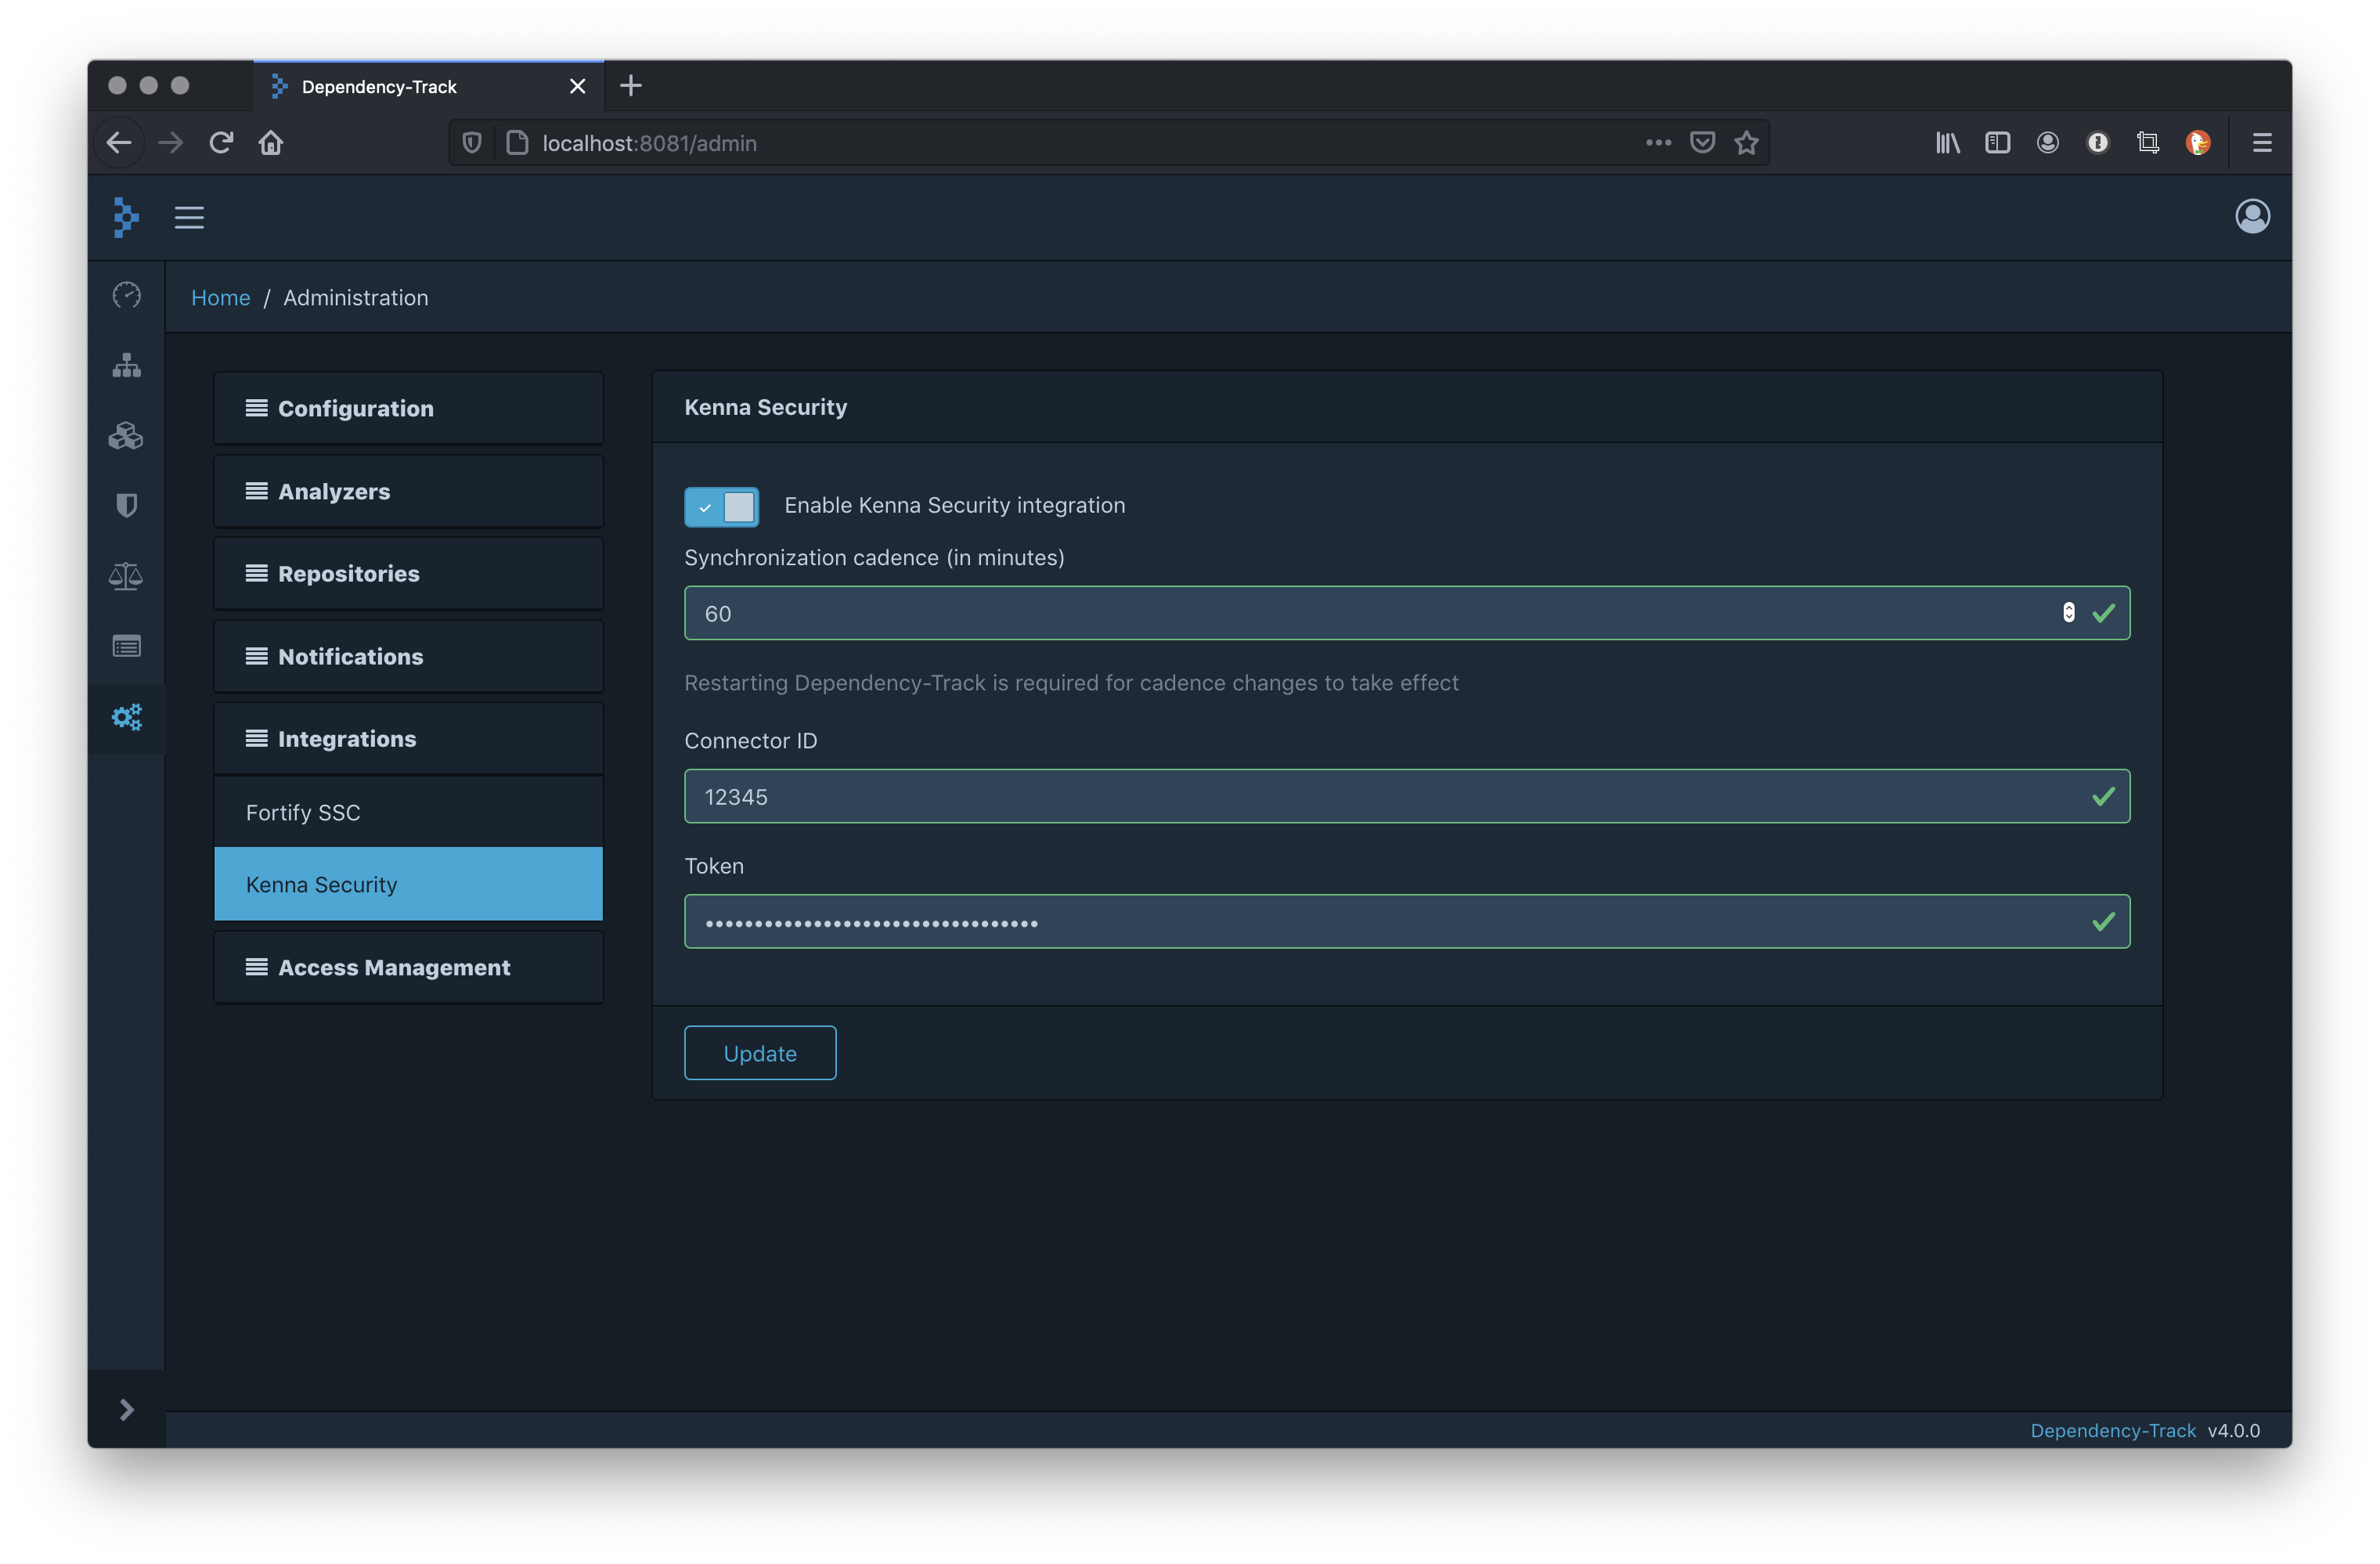 Dependency-Track
localhost:8081/admin
Home / Administration
Configuration
Analyzers
Repositories
Notifications
Integrations
Fortify SSC
Kenna Security
Access Management
Kenna Security
Enable Kenna Security integration
Synchronization cadence (in minutes)
60
Restarting Dependency-Track is required for cadence changes to take effect
Connector ID
12345
Token
••••••••••••••••••••••••••••••••••
Update
Dependency-Track v4.0.0